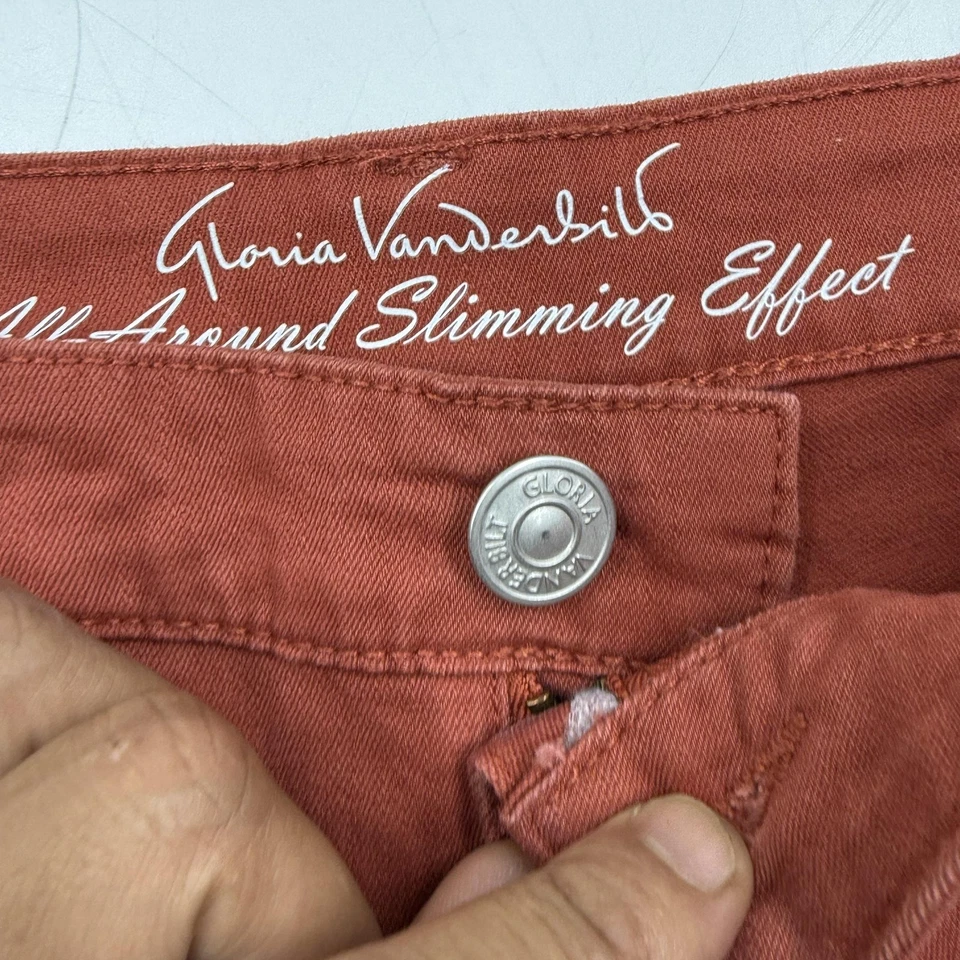 Gloria Vanderbilt
All-Around Slimming Effect
GLORIA
VANDERBILT